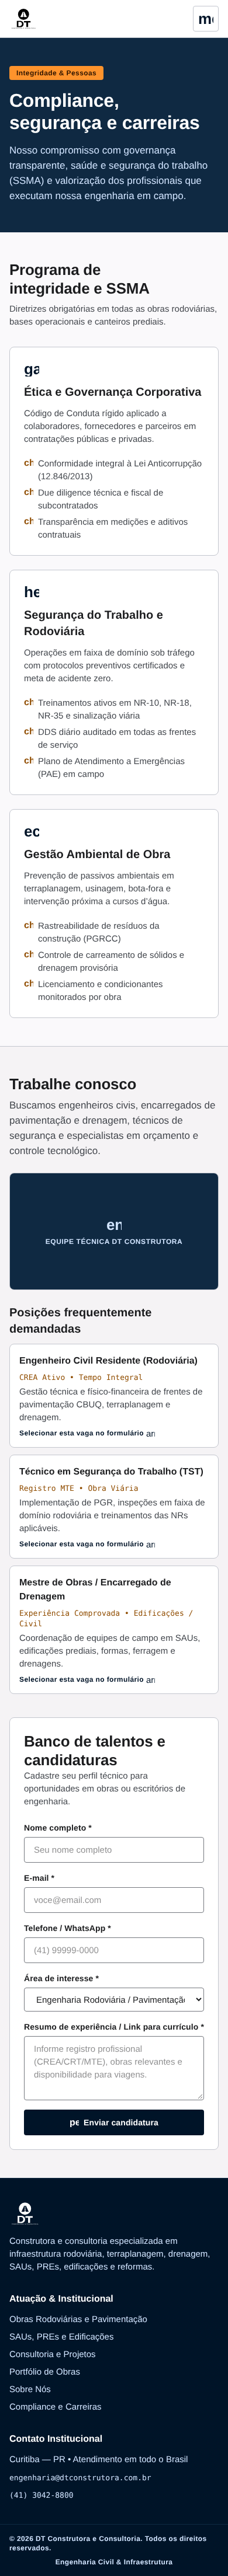 DT
me
Integridade & Pessoas
Compliance,
segurança e carreiras
Nosso compromisso com governança
transparente, saúde e segurança do trabalho
(SSMA) e valorização dos profissionais que
executam nossa engenharia em campo.
Programa de
integridade e SSMA
Diretrizes obrigatórias em todas as obras rodoviárias,
bases operacionais e canteiros prediais.
ga
Ética e Governança Corporativa
Código de Conduta rígido aplicado a
colaboradores, fornecedores e parceiros em
contratações públicas e privadas.
ch Conformidade integral à Lei Anticorrupção
(12.846/2013)
ch Due diligence técnica e fiscal de
subcontratados
ch Transparência em medições e aditivos
contratuais
he
Segurança do Trabalho e
Rodoviária
Operações em faixa de domínio sob tráfego
com protocolos preventivos certificados e
meta de acidente zero.
ch Treinamentos ativos em NR-10, NR-18,
NR-35 e sinalização viária
ch DDS diário auditado em todas as frentes
de serviço
ch Plano de Atendimento a Emergências
(PAE) em campo
ec
Gestão Ambiental de Obra
Prevenção de passivos ambientais em
terraplanagem, usinagem, bota-fora e
intervenção próxima a cursos d'água.
ch Rastreabilidade de resíduos da
construção (PGRCC)
ch Controle de carreamento de sólidos e
drenagem provisória
ch Licenciamento e condicionantes
monitorados por obra
Trabalhe conosco
Buscamos engenheiros civis, encarregados de
pavimentação e drenagem, técnicos de
segurança e especialistas em orçamento e
controle tecnológico.
en
EQUIPE TÉCNICA DT CONSTRUTORA
Posições frequentemente
demandadas
Engenheiro Civil Residente (Rodoviária)
CREA Ativo • Tempo Integral
Gestão técnica e físico-financeira de frentes de
pavimentação CBUQ, terraplanagem e
drenagem.
Selecionar esta vaga no formulário ar
Técnico em Segurança do Trabalho (TST)
Registro MTE • Obra Viária
Implementação de PGR, inspeções em faixa de
domínio rodoviária e treinamentos das NRs
aplicáveis.
Selecionar esta vaga no formulário ar
Mestre de Obras / Encarregado de
Drenagem
Experiência Comprovada • Edificações /
Civil
Coordenação de equipes de campo em SAUs,
edificações prediais, formas, ferragem e
drenagens.
Selecionar esta vaga no formulário ar
Banco de talentos e
candidaturas
Cadastre seu perfil técnico para
oportunidades em obras ou escritórios de
engenharia.
Nome completo *
Seu nome completo
E-mail *
voce@email.com
Telefone / WhatsApp *
(41) 99999-0000
Área de interesse *
Engenharia Rodoviária / Pavimentação
Resumo de experiência / Link para currículo *
Informe registro profissional
(CREA/CRT/MTE), obras relevantes e
disponibilidade para viagens.
pe Enviar candidatura
DT
Construtora e consultoria especializada em
infraestrutura rodoviária, terraplanagem, drenagem,
SAUs, PREs, edificações e reformas.
Atuação & Institucional
Obras Rodoviárias e Pavimentação
SAUs, PREs e Edificações
Consultoria e Projetos
Portfólio de Obras
Sobre Nós
Compliance e Carreiras
Contato Institucional
Curitiba — PR • Atendimento em todo o Brasil
engenharia@dtconstrutora.com.br
(41) 3042-8800
© 2026 DT Construtora e Consultoria. Todos os direitos
reservados.
Engenharia Civil & Infraestrutura